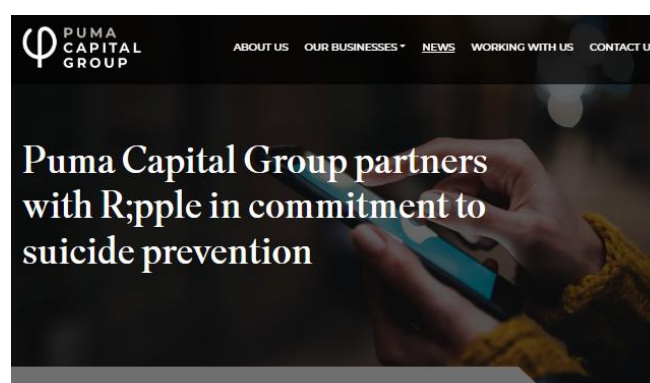 PUMA
CAPITAL
GROUP
ABOUT US OUR BUSINESSES NEWS WORKING WITH US CONTACT U
Puma Capital Group partners
with R;pple in commitment to
suicide prevention